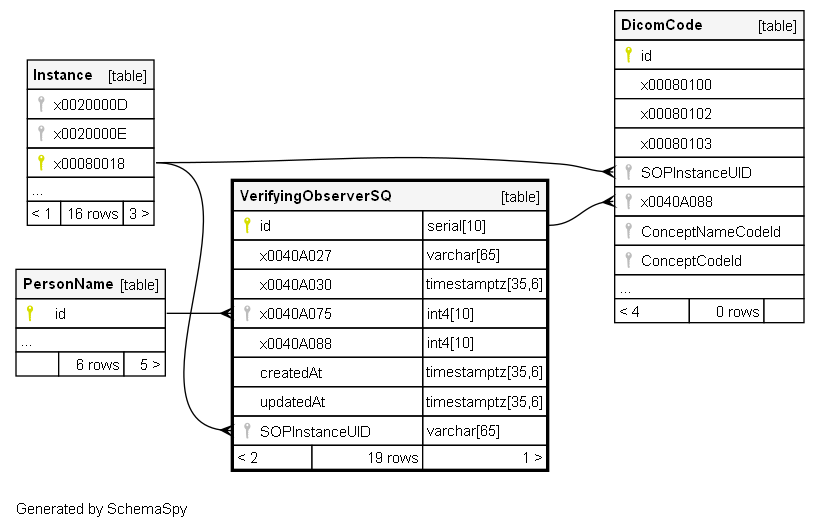 Instance [table]
x0020000D
x0020000E
x00080018
...
< 1 16 rows 3 >
PersonName [table]
id
...
6 rows 5 >
VerifyingObserverSQ [table]
id serial[10]
x0040A027 varchar[65]
x0040A030 timestamptz[35,6]
x0040A075 int4[10]
x0040A088 int4[10]
createdAt timestamptz[35,6]
updatedAt timestamptz[35,6]
SOPInstanceUID varchar[65]
< 2 19 rows 1 >
DicomCode [table]
id
x00080100
x00080102
x00080103
SOPInstanceUID
x0040A088
ConceptNameCodeId
ConceptCodeId
...
< 4 0 rows
Generated by SchemaSpy